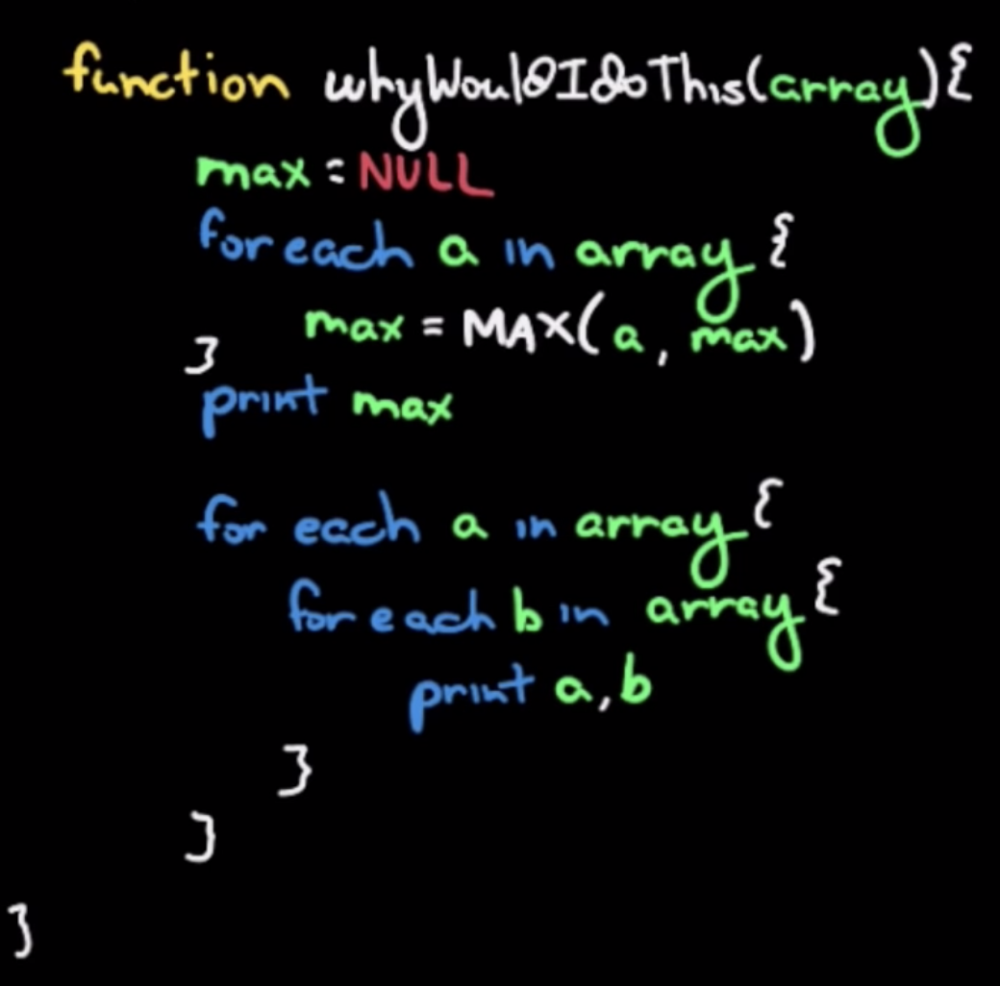 function whyWouldIdoThis(array){
max = NULL
for each a in array {
max = MAX(a, max)
}
print max
for each a in array {
for each b in array {
print a, b
}
}
}